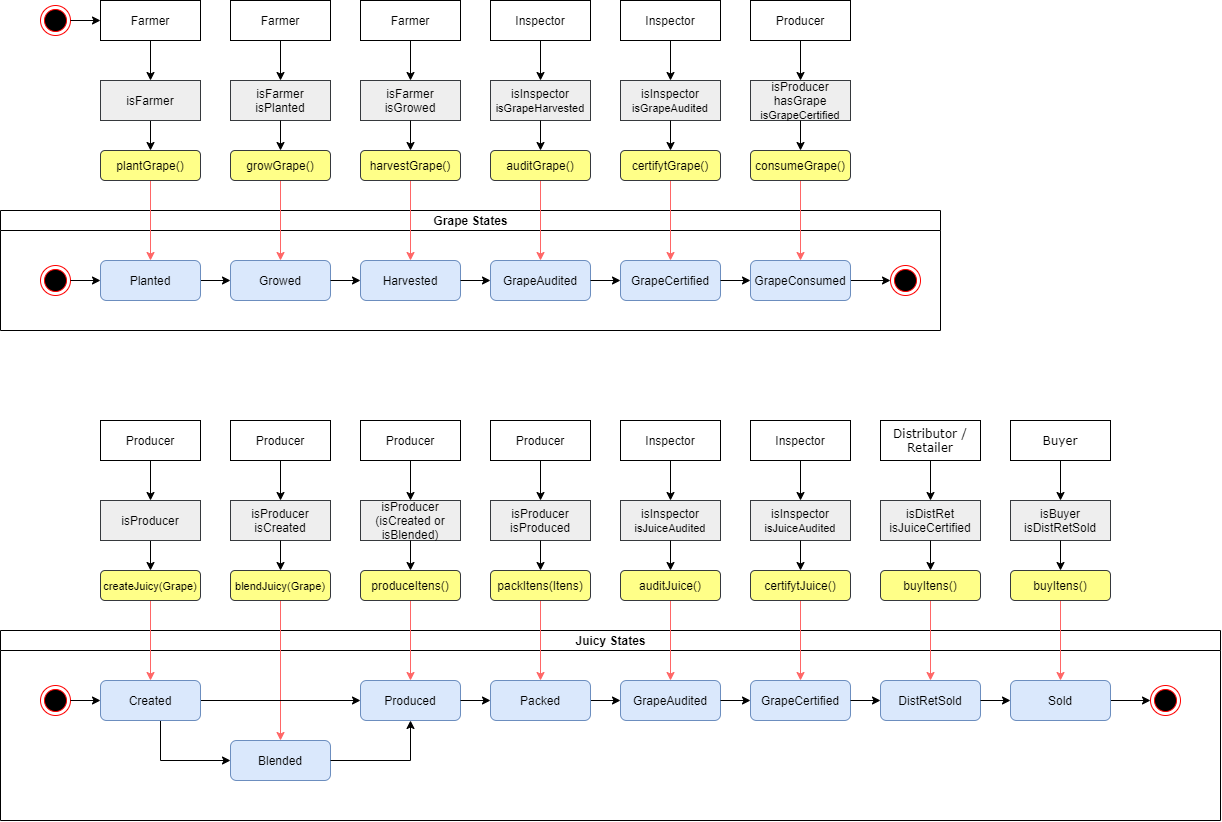 Farmer
Farmer
Farmer
Inspector
Inspector
Producer
isFarmer
isFarmer
isPlanted
isFarmer
isGrowed
isInspector
isGrapeHarvested
isInspector
isGrapeAudited
isProducer
hasGrape
isGrapeCertified
plantGrape()
growGrape()
harvestGrape()
auditGrape()
certifytGrape()
consumeGrape()
Grape States
Planted
Growed
Harvested
GrapeAudited
GrapeCertified
GrapeConsumed
Producer
Producer
Producer
Producer
Inspector
Inspector
Distributor /
Retailer
Buyer
isProducer
isProducer
isCreated
isProducer
(isCreated or
isBlended)
isProducer
isProduced
isInspector
isJuiceAudited
isInspector
isJuiceAudited
isDistRet
isJuiceCertified
isBuyer
isDistRetSold
createJuicy(Grape)
blendJuicy(Grape)
produceItens()
packItens(Itens)
auditJuice()
certifytJuice()
buyItens()
buyItens()
Juicy States
Created
Produced
Packed
GrapeAudited
GrapeCertified
DistRetSold
Sold
Blended